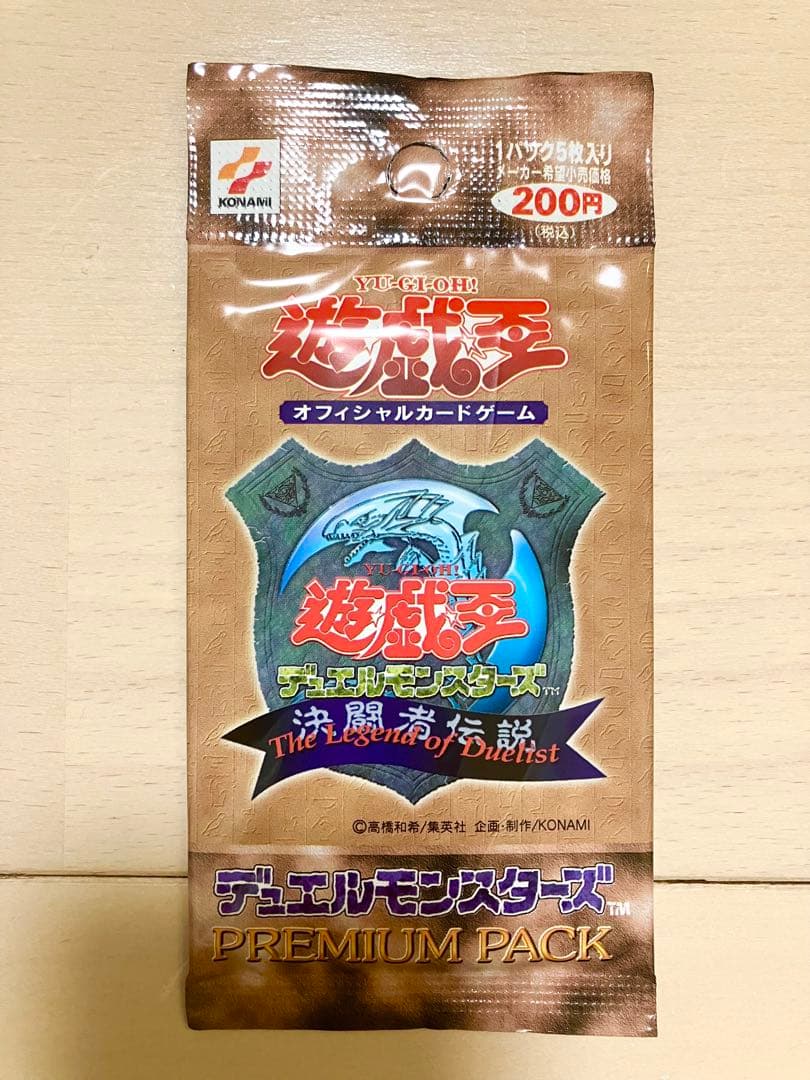 KONAMI
1パック5枚入り
メーカー希望小売価格
200円
(税込)
YU-GI-OH!
遊戯王
オフィシャルカードゲーム
YU-GI-OH!
遊戯王
デュエルモンスターズTM
決闘者伝説
The Legend of Duelist
©高橋和希/集英社 企画・制作/KONAMI
デュエルモンスターズTM
PREMIUM PACK